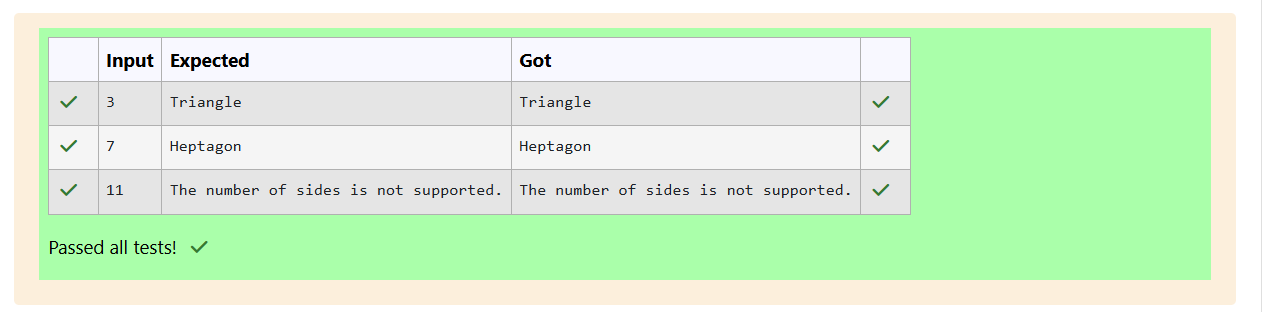 Input Expected Got
3 Triangle Triangle
7 Heptagon Heptagon
11 The number of sides is not supported. The number of sides is not supported.
Passed all tests!